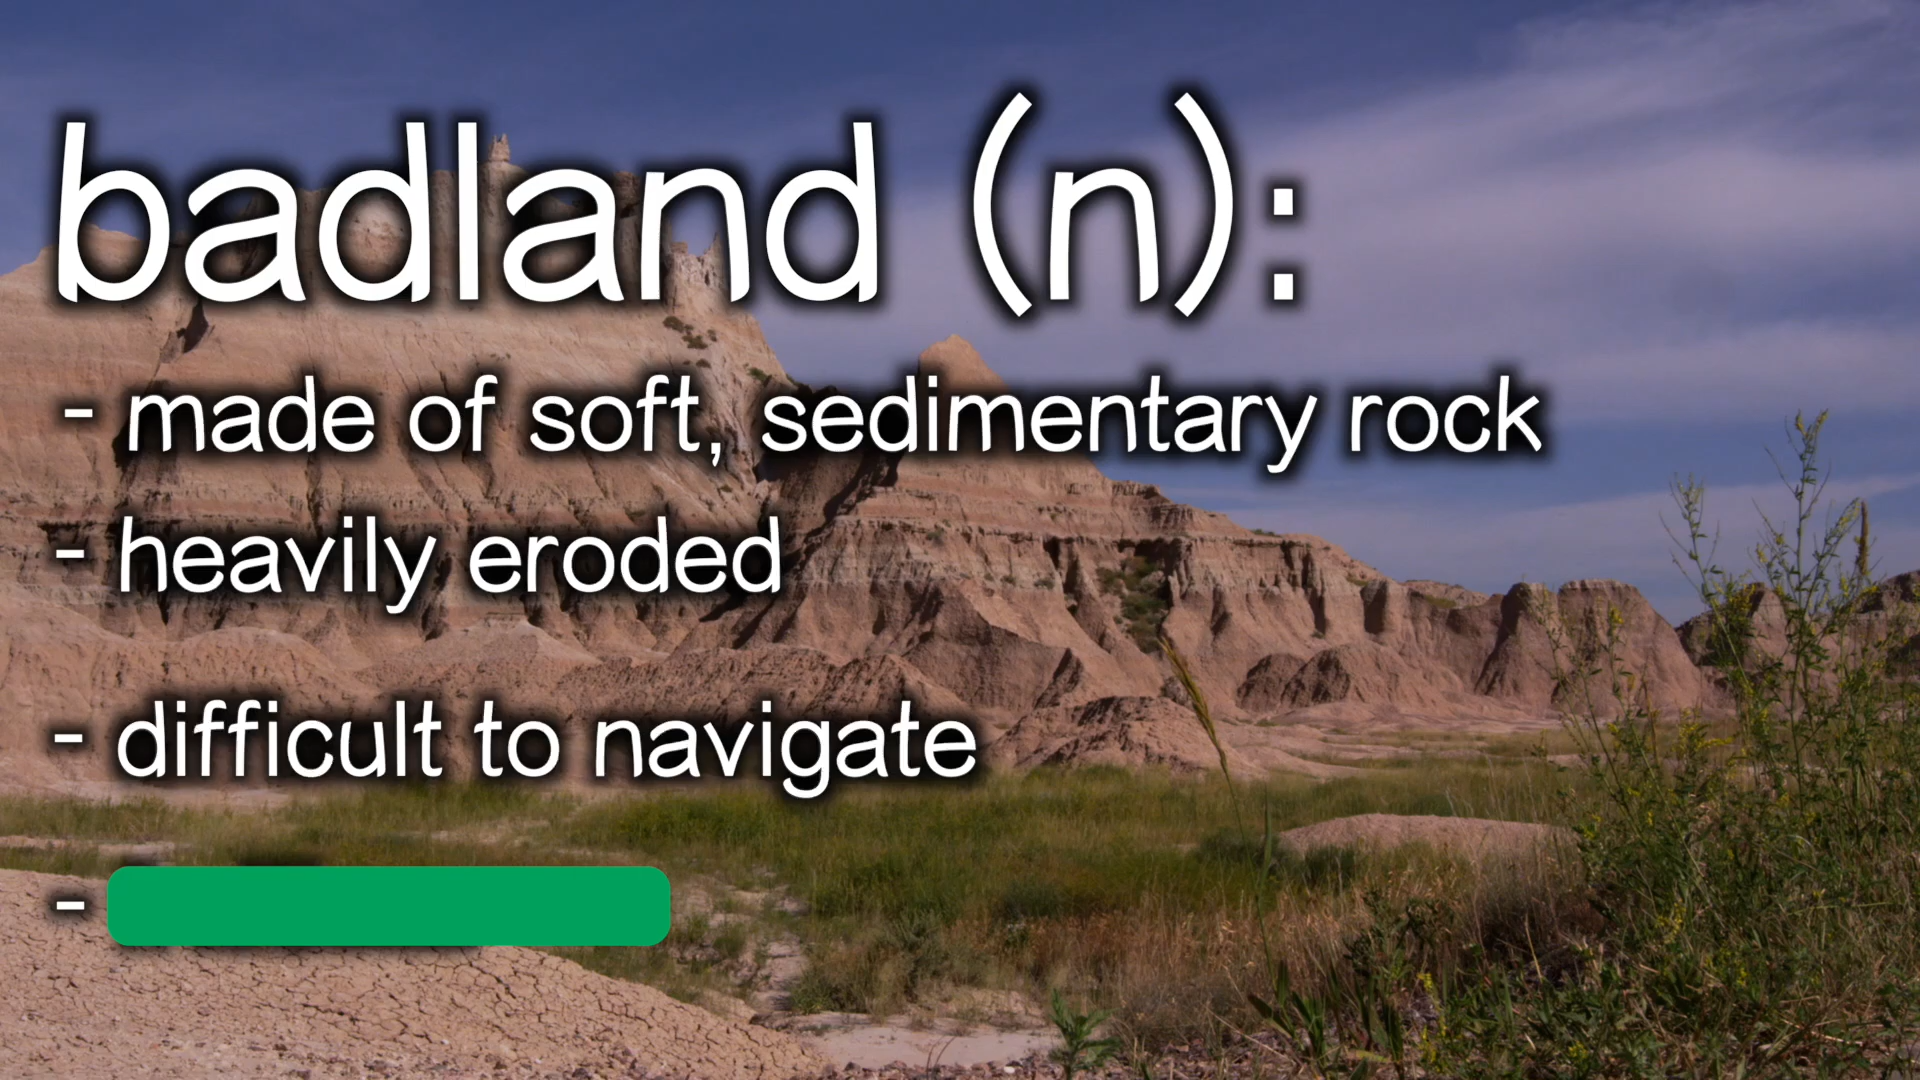 badland (n):
- made of soft, sedimentary rock
- heavily eroded
- difficult to navigate
-